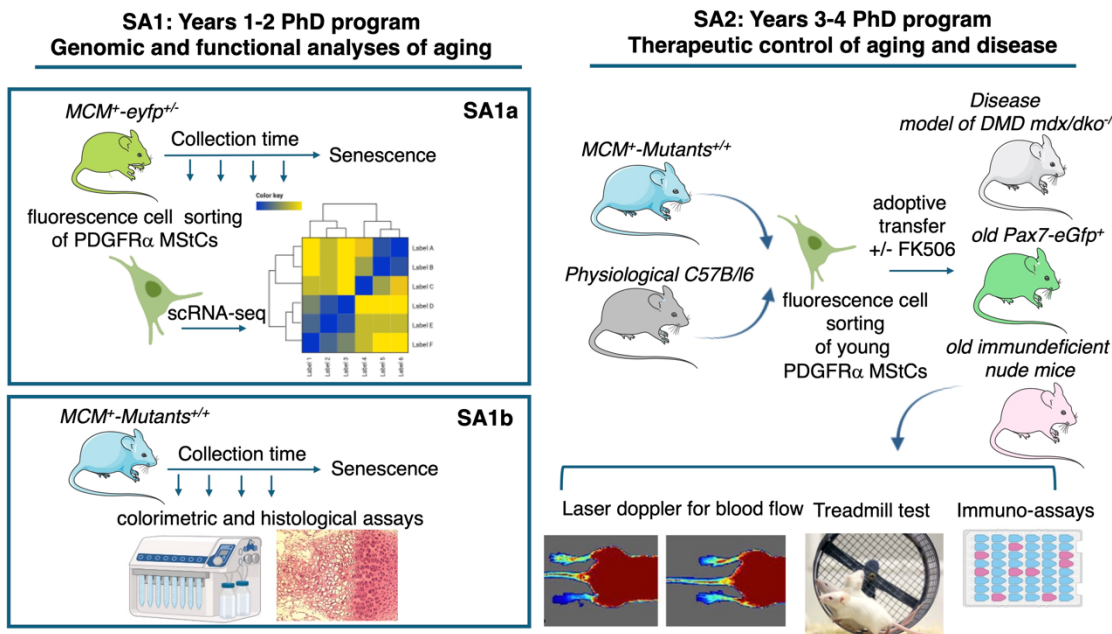 SA1: Years 1-2 PhD program
Genomic and functional analyses of aging
SA1a
MCM⁺-eyfp⁺/⁻
Collection time
Senescence
fluorescence cell sorting
of PDGFRα MStCs
scRNA-seq
Color key
Label A
Label B
Label C
Label D
Label E
Label F
Label 1
Label 2
Label 3
Label 4
Label 5
Label 6
SA1b
MCM⁺-Mutants⁺/⁺
Collection time
Senescence
colorimetric and histological assays
SA2: Years 3-4 PhD program
Therapeutic control of aging and disease
MCM⁺-Mutants⁺/⁺
Physiological C57B/l6
fluorescence cell
sorting
of young
PDGFRα MStCs
adoptive
transfer
+/- FK506
Disease
model of DMD mdx/dko⁻/
old Pax7-eGfp⁺
old immundeficient
nude mice
Laser doppler for blood flow
Treadmill test
Immuno-assays